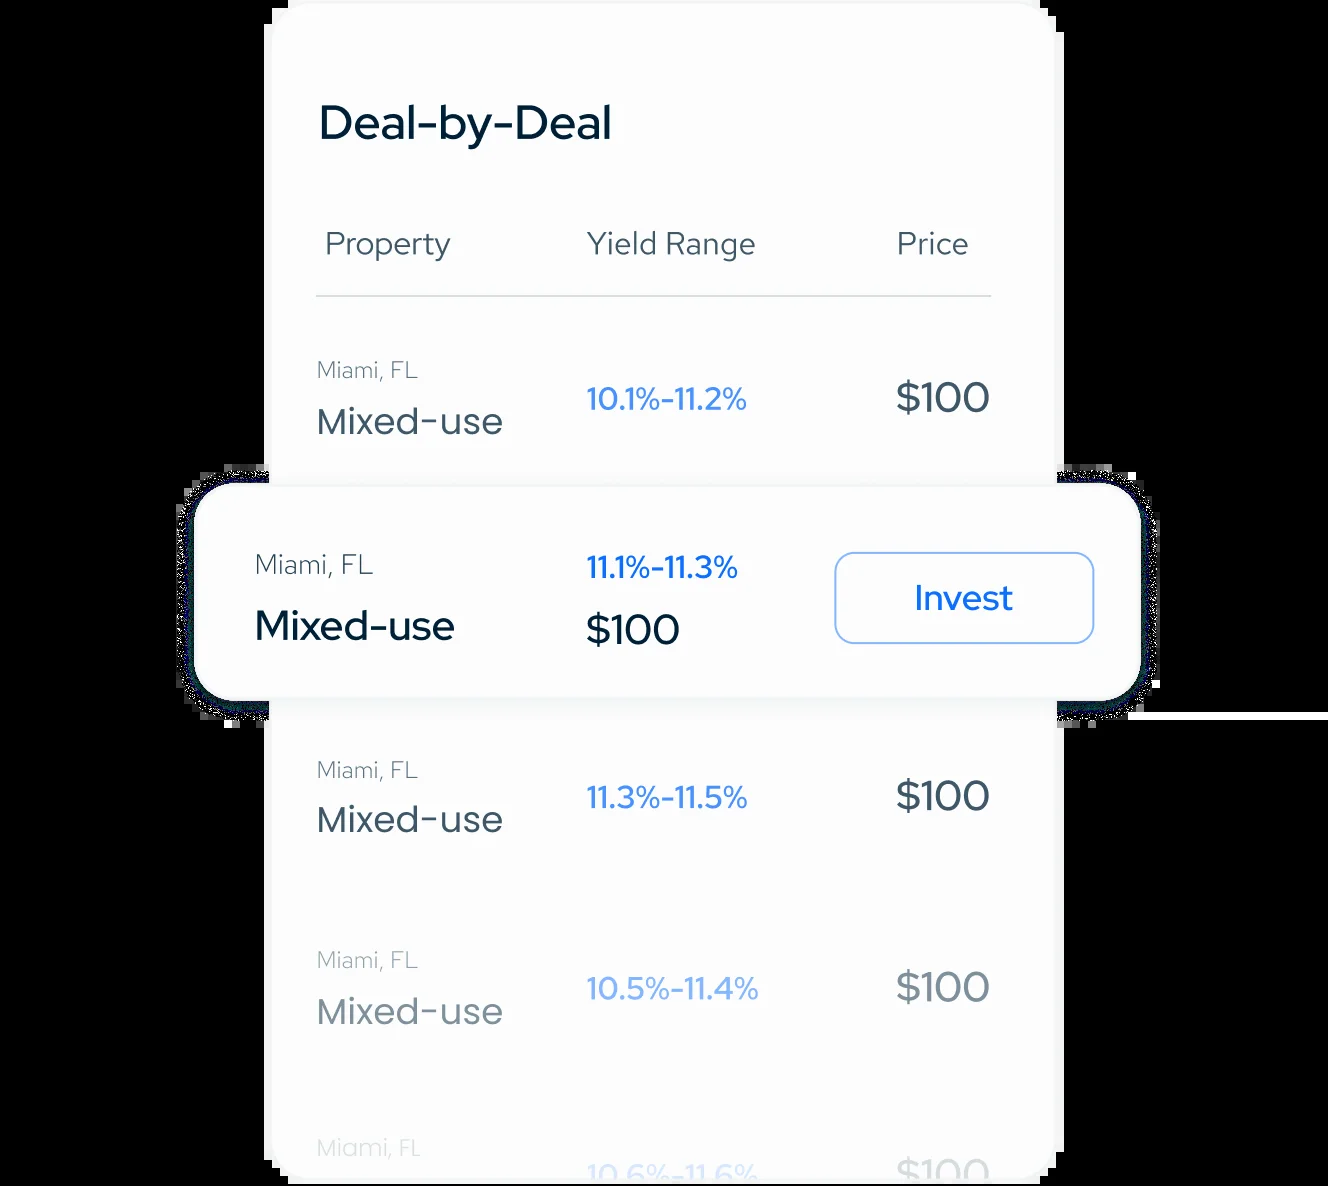 Deal-by-Deal
Property Yield Range Price
Miami, FL
Mixed-use 10.1%-11.2% $100
Miami, FL 11.1%-11.3%
Mixed-use $100 Invest
Miami, FL
Mixed-use 11.3%-11.5% $100
Miami, FL
Mixed-use 10.5%-11.4% $100
Miami, FL
10.6%-11.6% $100